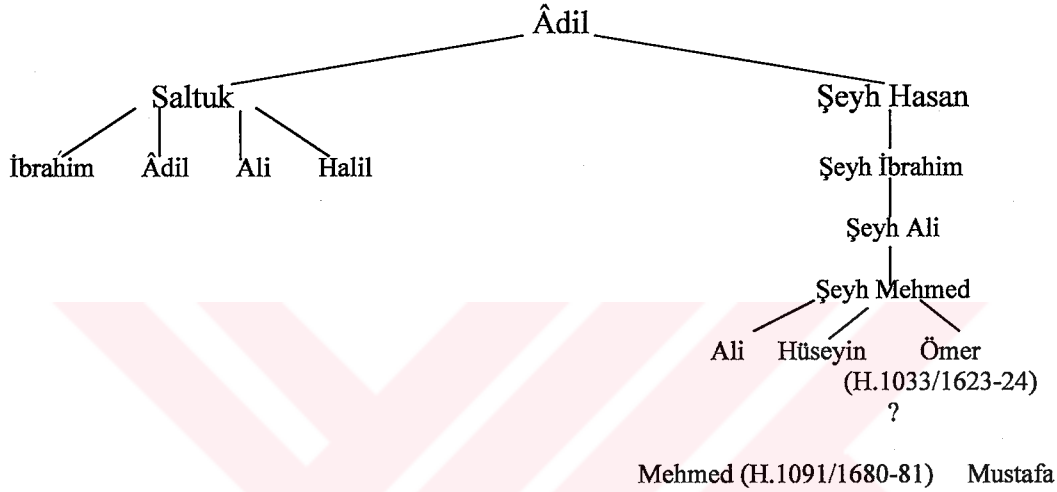 Âdil
Saltuk Şeyh Hasan
İbrahim Âdil Ali Halil Şeyh İbrahim
Şeyh Ali
Şeyh Mehmed
Ali Hüseyin Ömer
(H.1033/1623-24)
?
Mehmed (H.1091/1680-81) Mustafa